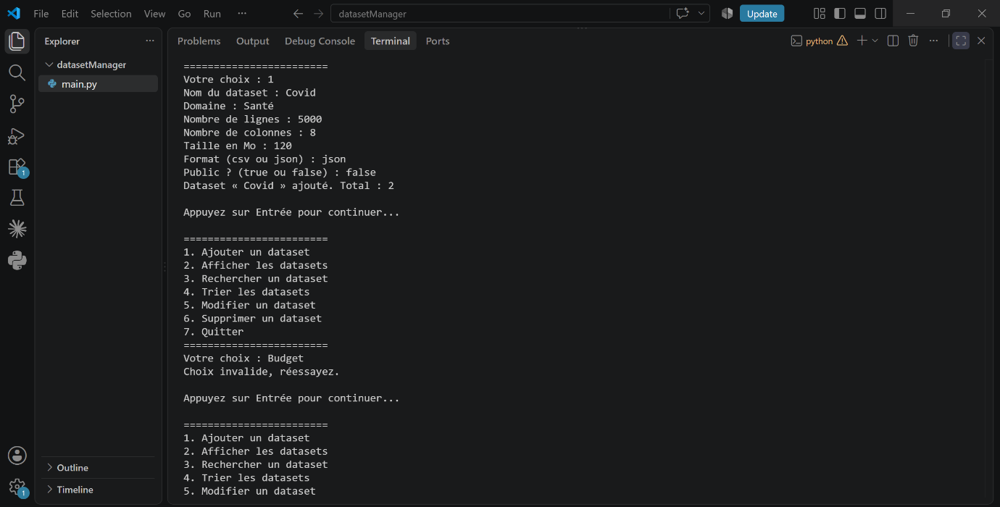 File Edit Selection View Go Run ··· datasetManager Update
Explorer ···
datasetManager
main.py
1
Outline
Timeline
1
Problems Output Debug Console Terminal Ports python ···
========================
Votre choix : 1
Nom du dataset : Covid
Domaine : Santé
Nombre de lignes : 5000
Nombre de colonnes : 8
Taille en Mo : 120
Format (csv ou json) : json
Public ? (true ou false) : false
Dataset « Covid » ajouté. Total : 2
Appuyez sur Entrée pour continuer...
========================
1. Ajouter un dataset
2. Afficher les datasets
3. Rechercher un dataset
4. Trier les datasets
5. Modifier un dataset
6. Supprimer un dataset
7. Quitter
========================
Votre choix : Budget
Choix invalide, réessayez.
Appuyez sur Entrée pour continuer...
========================
1. Ajouter un dataset
2. Afficher les datasets
3. Rechercher un dataset
4. Trier les datasets
5. Modifier un dataset